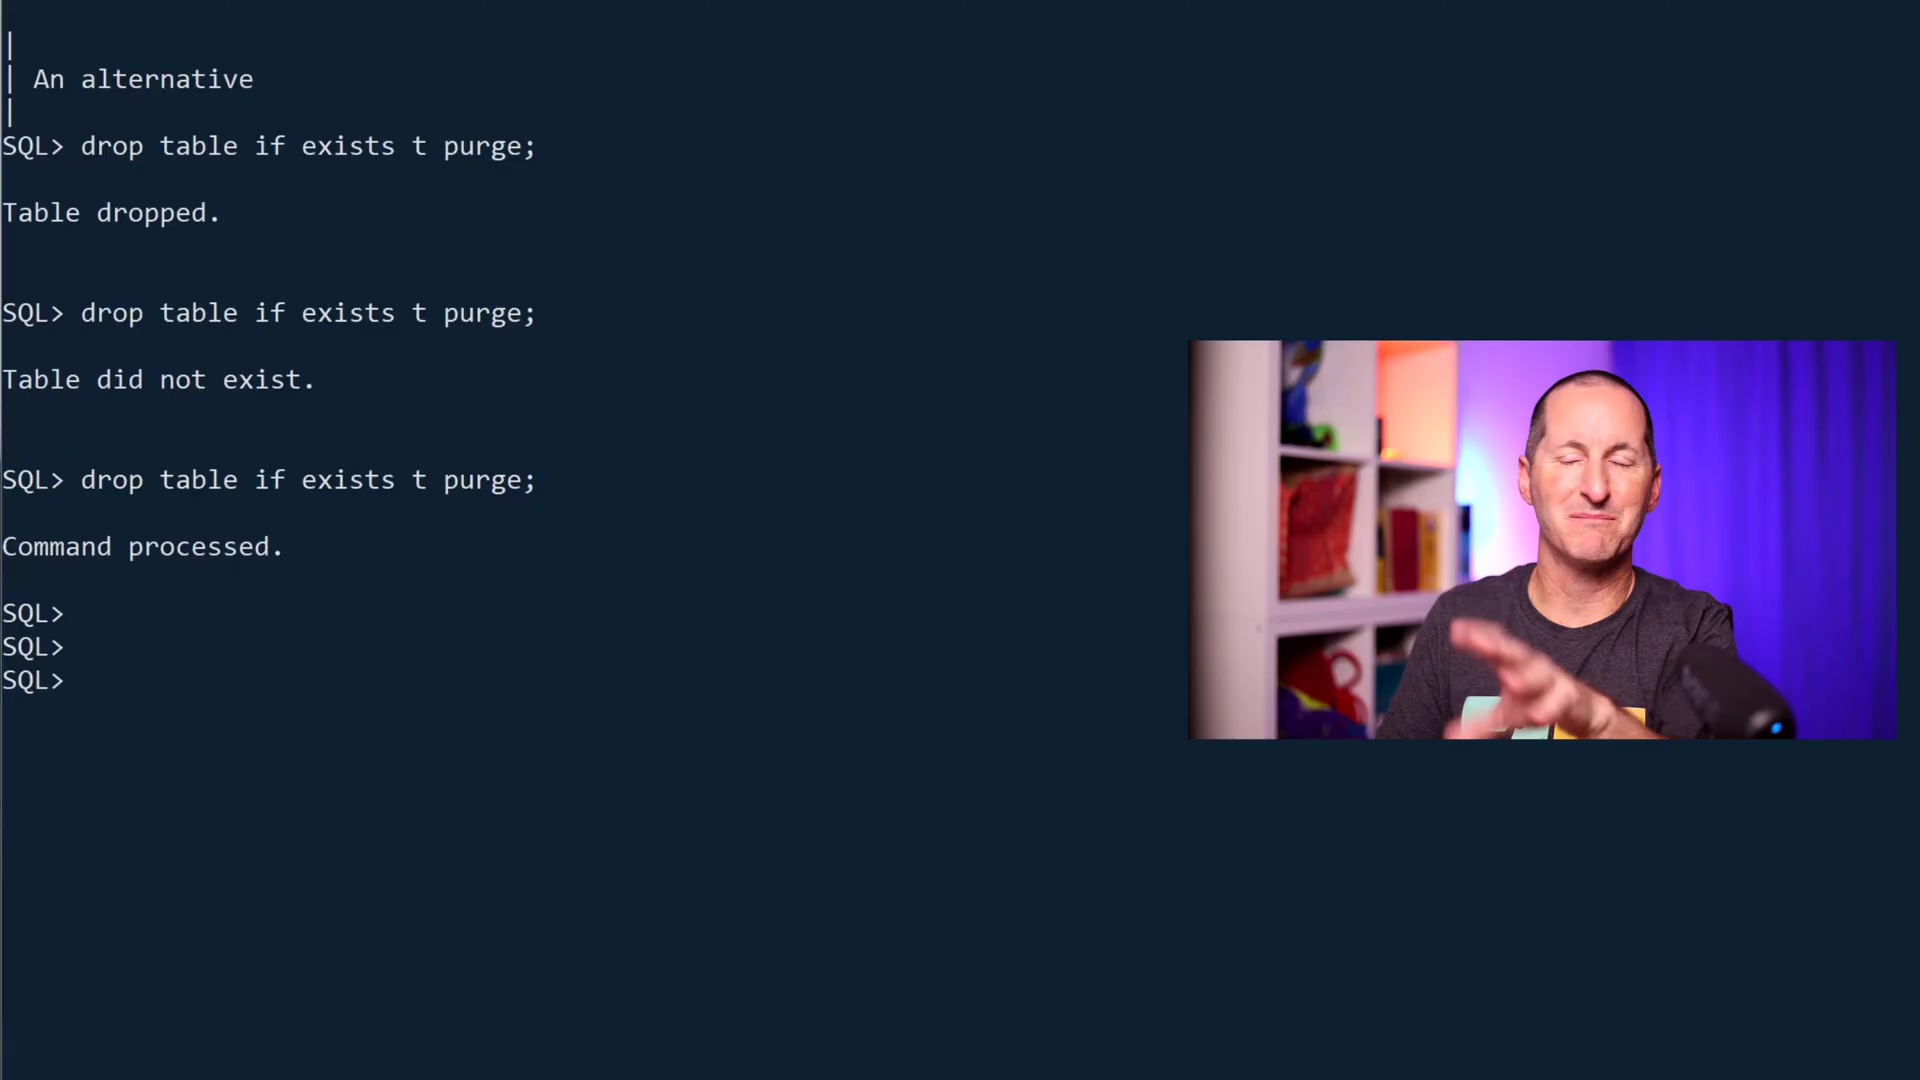 An alternative
SQL> drop table if exists t purge;
Table dropped.
SQL> drop table if exists t purge;
Table did not exist.
SQL> drop table if exists t purge;
Command processed.
SQL>
SQL>
SQL>